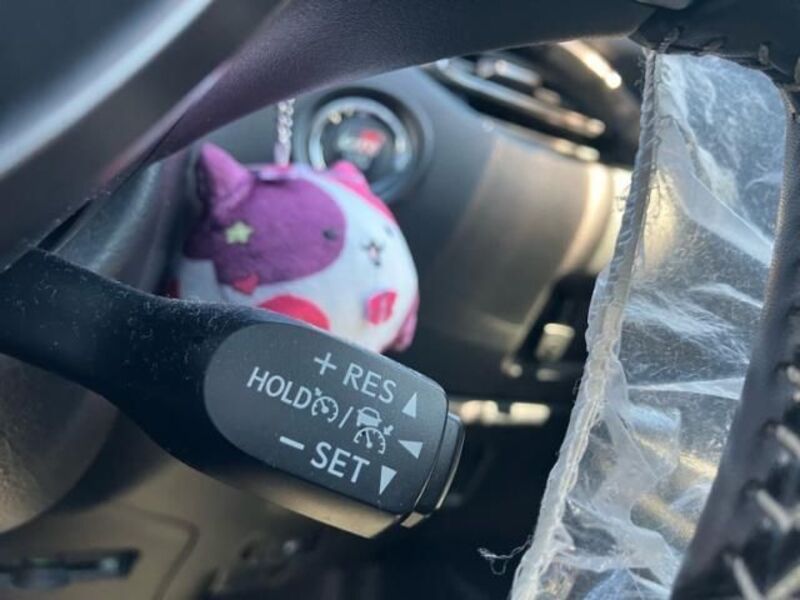 + RES
HOLD /
− SET